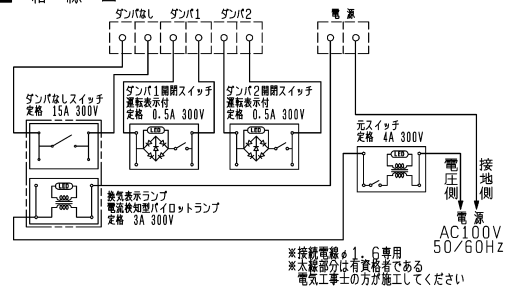 ダンパなし ダンパ1 ダンパ2 電 源
ダンパなしスイッチ
定格 15A 300V
ダンパ1開閉スイッチ
運転表示付
定格 0.5A 300V
ダンパ2開閉スイッチ
運転表示付
定格 0.5A 300V
元スイッチ
定格 4A 300V
LED
LED
LED
LED
換気表示ランプ
電流検知型パイロットランプ
定格 3A 300V
電圧側
接地側
電 源
AC100V
50/60Hz
※接続電線φ1.6専用
※太線部分は有資格者である
電気工事士の方が施工してください